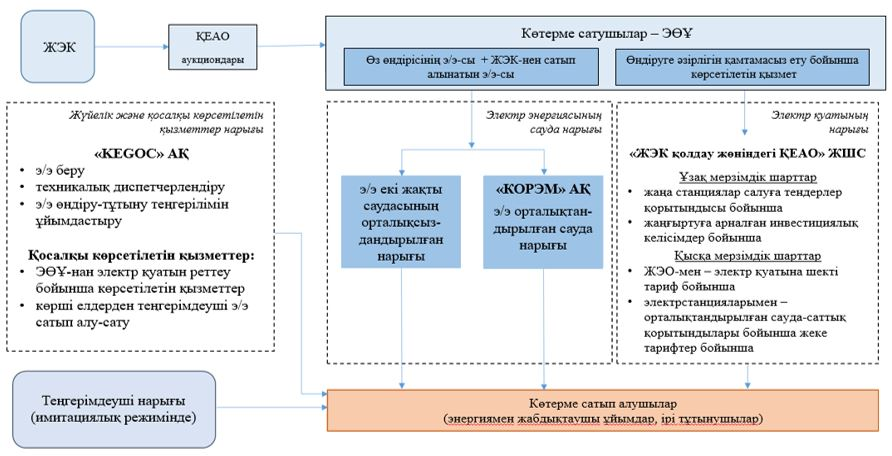 ЖЭК
ҚЕАО
аукциондары
Көтерме сатушылар – ЭӨҰ
Өз өндірісінің э/э-сы + ЖЭК-нен сатып
алынатын э/э-сы
Өндіруге әзірлігін қамтамасыз ету бойынша
көрсетілетін қызмет
Жүйелік және қосалқы көрсетілетін
қызметтер нарығы
«KEGOC» АҚ
• э/э беру
• техникалық диспетчерлендіру
• э/э өндіру-тұтыну теңгерілімін
ұйымдастыру
Қосалқы көрсетілетін қызметтер:
• ЭӨҰ-нан электр қуатын реттеу
бойынша көрсетілетін қызметтер
• көрші елдерден теңгерімдеуші э/э
сатып алу-сату
Электр энергиясының
сауда нарығы
э/э екі жақты
саудасының
орталықсыз-
дандырылған
нарығы
«КОРЭМ» АҚ
э/э орталықтан-
дырылған сауда
нарығы
Электр қуатының
нарығы
«ЖЭК қолдау жөніндегі ҚЕАО» ЖШС
Ұзақ мерзімдік шарттар
• жаңа станциялар салуға тендерлер
қорытындысы бойынша
• жаңғыртуға арналған инвестициялық
келісімдер бойынша
Қысқа мерзімдік шарттар
• ЖЭО-мен – электр қуатына шекті
тариф бойынша
• электрстанцияларымен –
орталықтандырылған сауда-саттық
қорытындылары бойынша жеке
тарифтер бойынша
Теңгерімдеуші нарығы
(имитациялық режимінде)
Көтерме сатып алушылар
(энергиямен жабдықтаушы ұйымдар, ірі тұтынушылар)